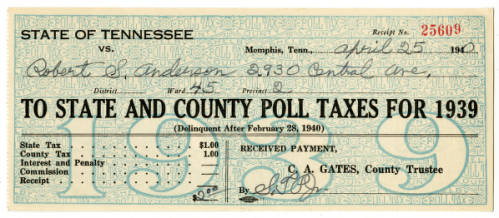 Receipt No. 25609
STATE OF TENNESSEE
VS.
Memphis, Tenn., April 25 1940
Robert S. Anderson 2930 Central Ave,
District Ward 45 Precinct 2
TO STATE AND COUNTY POLL TAXES FOR 1939
(Delinquent After February 28, 1940)
1939
State Tax $1.00
County Tax 1.00
Interest and Penalty
Commission
Receipt 2.00
RECEIVED PAYMENT,
C. A. GATES, County Trustee
By